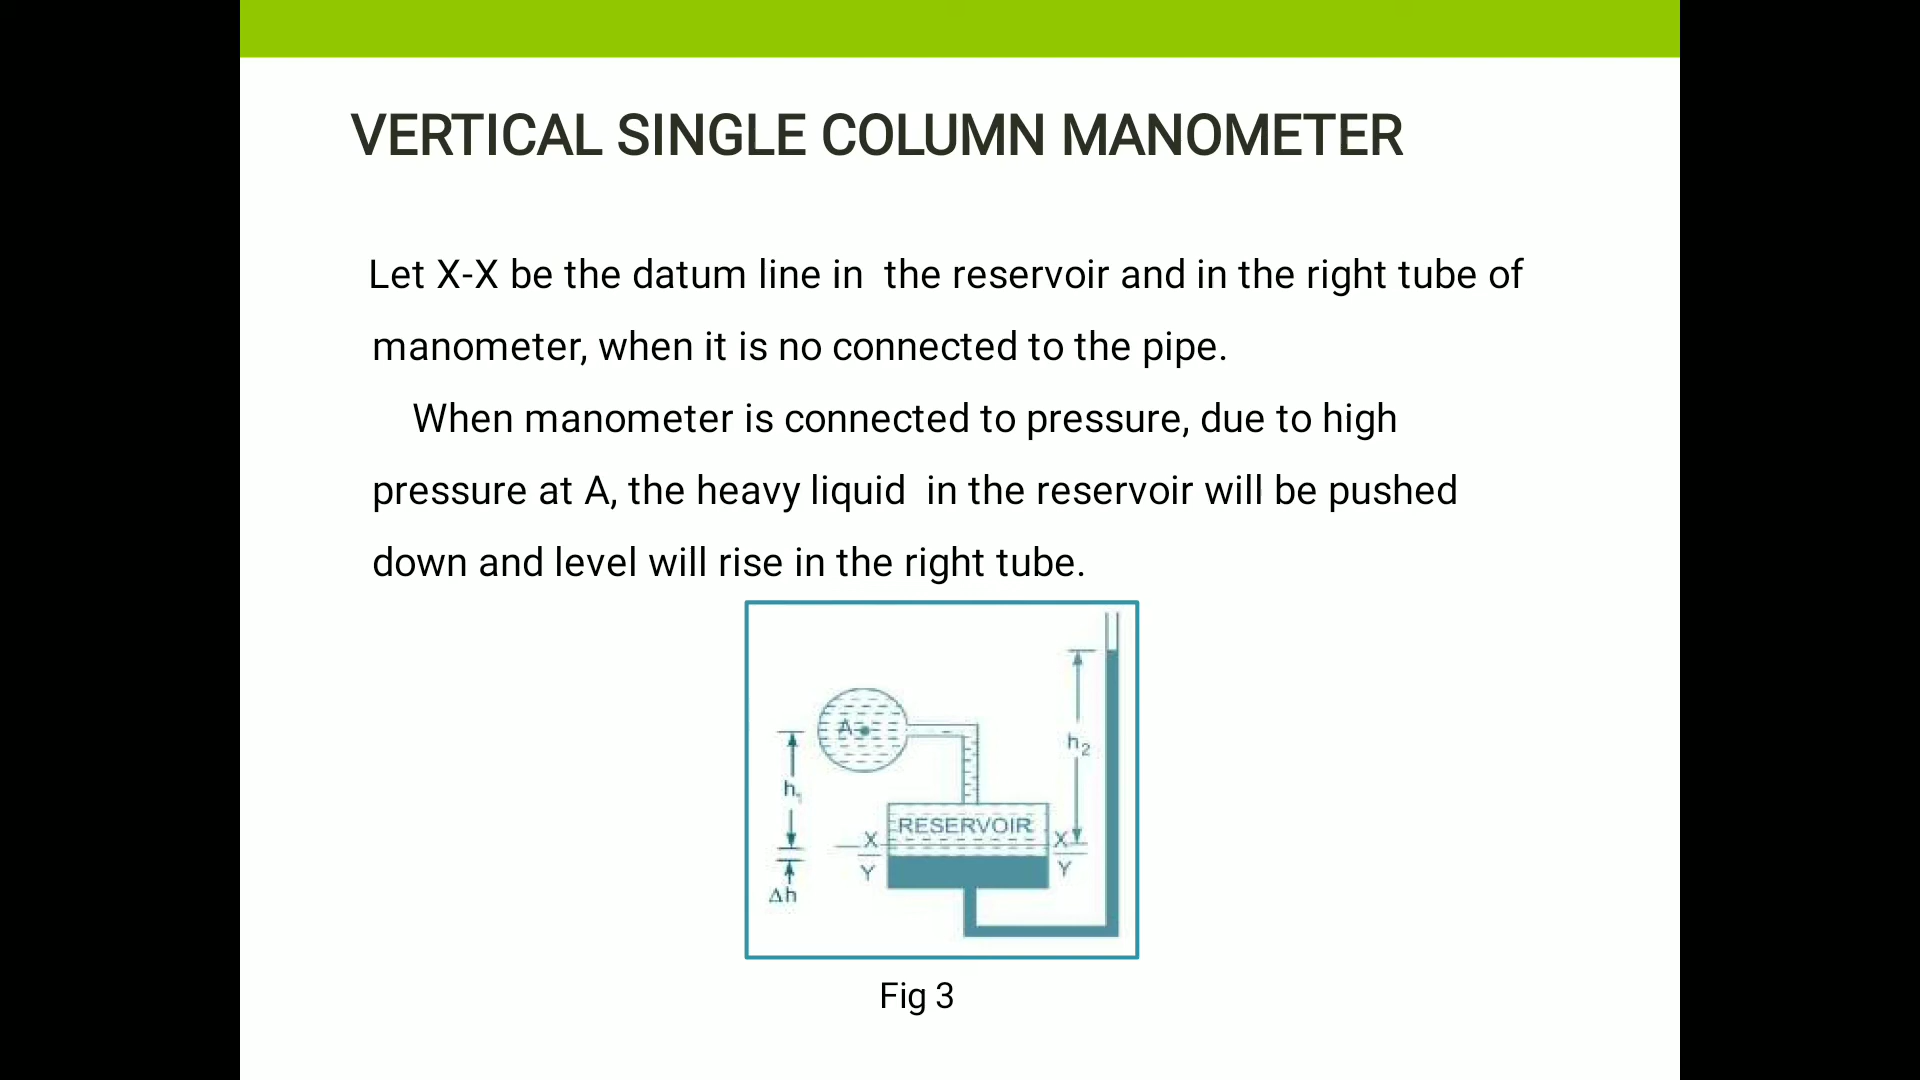 VERTICAL SINGLE COLUMN MANOMETER
Let X-X be the datum line in the reservoir and in the right tube of
manometer, when it is no connected to the pipe.
When manometer is connected to pressure, due to high
pressure at A, the heavy liquid in the reservoir will be pushed
down and level will rise in the right tube.
A
h₂
h₁
RESERVOIR
X X
Y Y
Δh
Fig 3